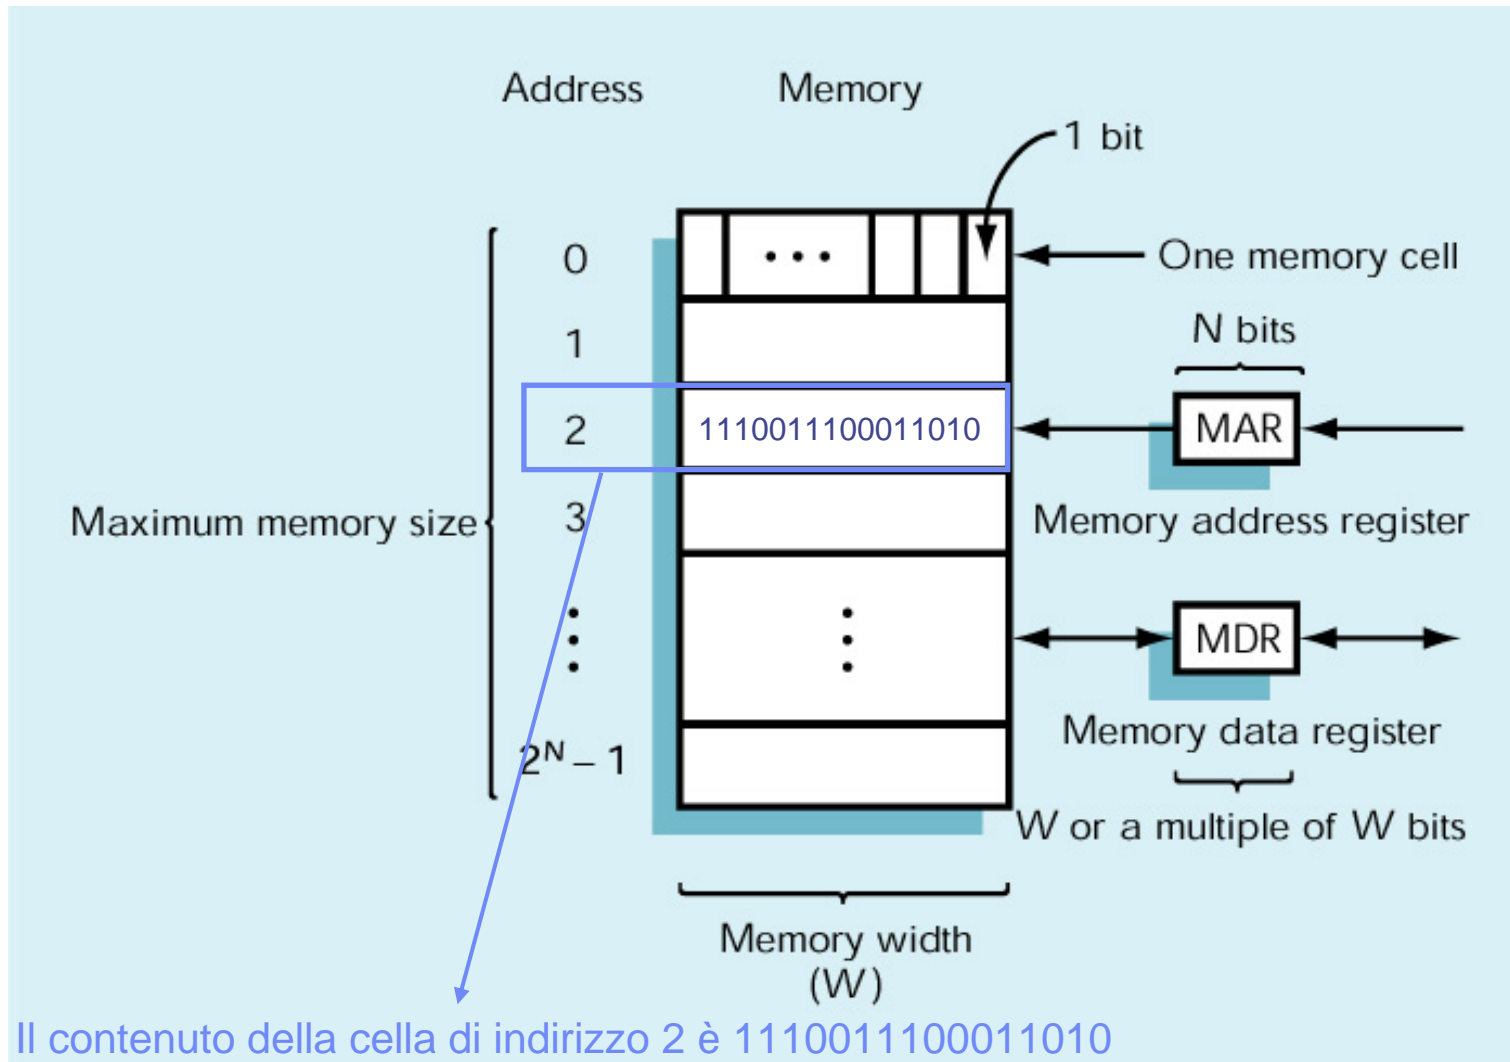 Address Memory
1 bit
0 One memory cell
1 N bits
2 1110011100011010 MAR
Maximum memory size 3 Memory address register
MDR
Memory data register
2ᴺ – 1
W or a multiple of W bits
Memory width
(W)
Il contenuto della cella di indirizzo 2 è 1110011100011010